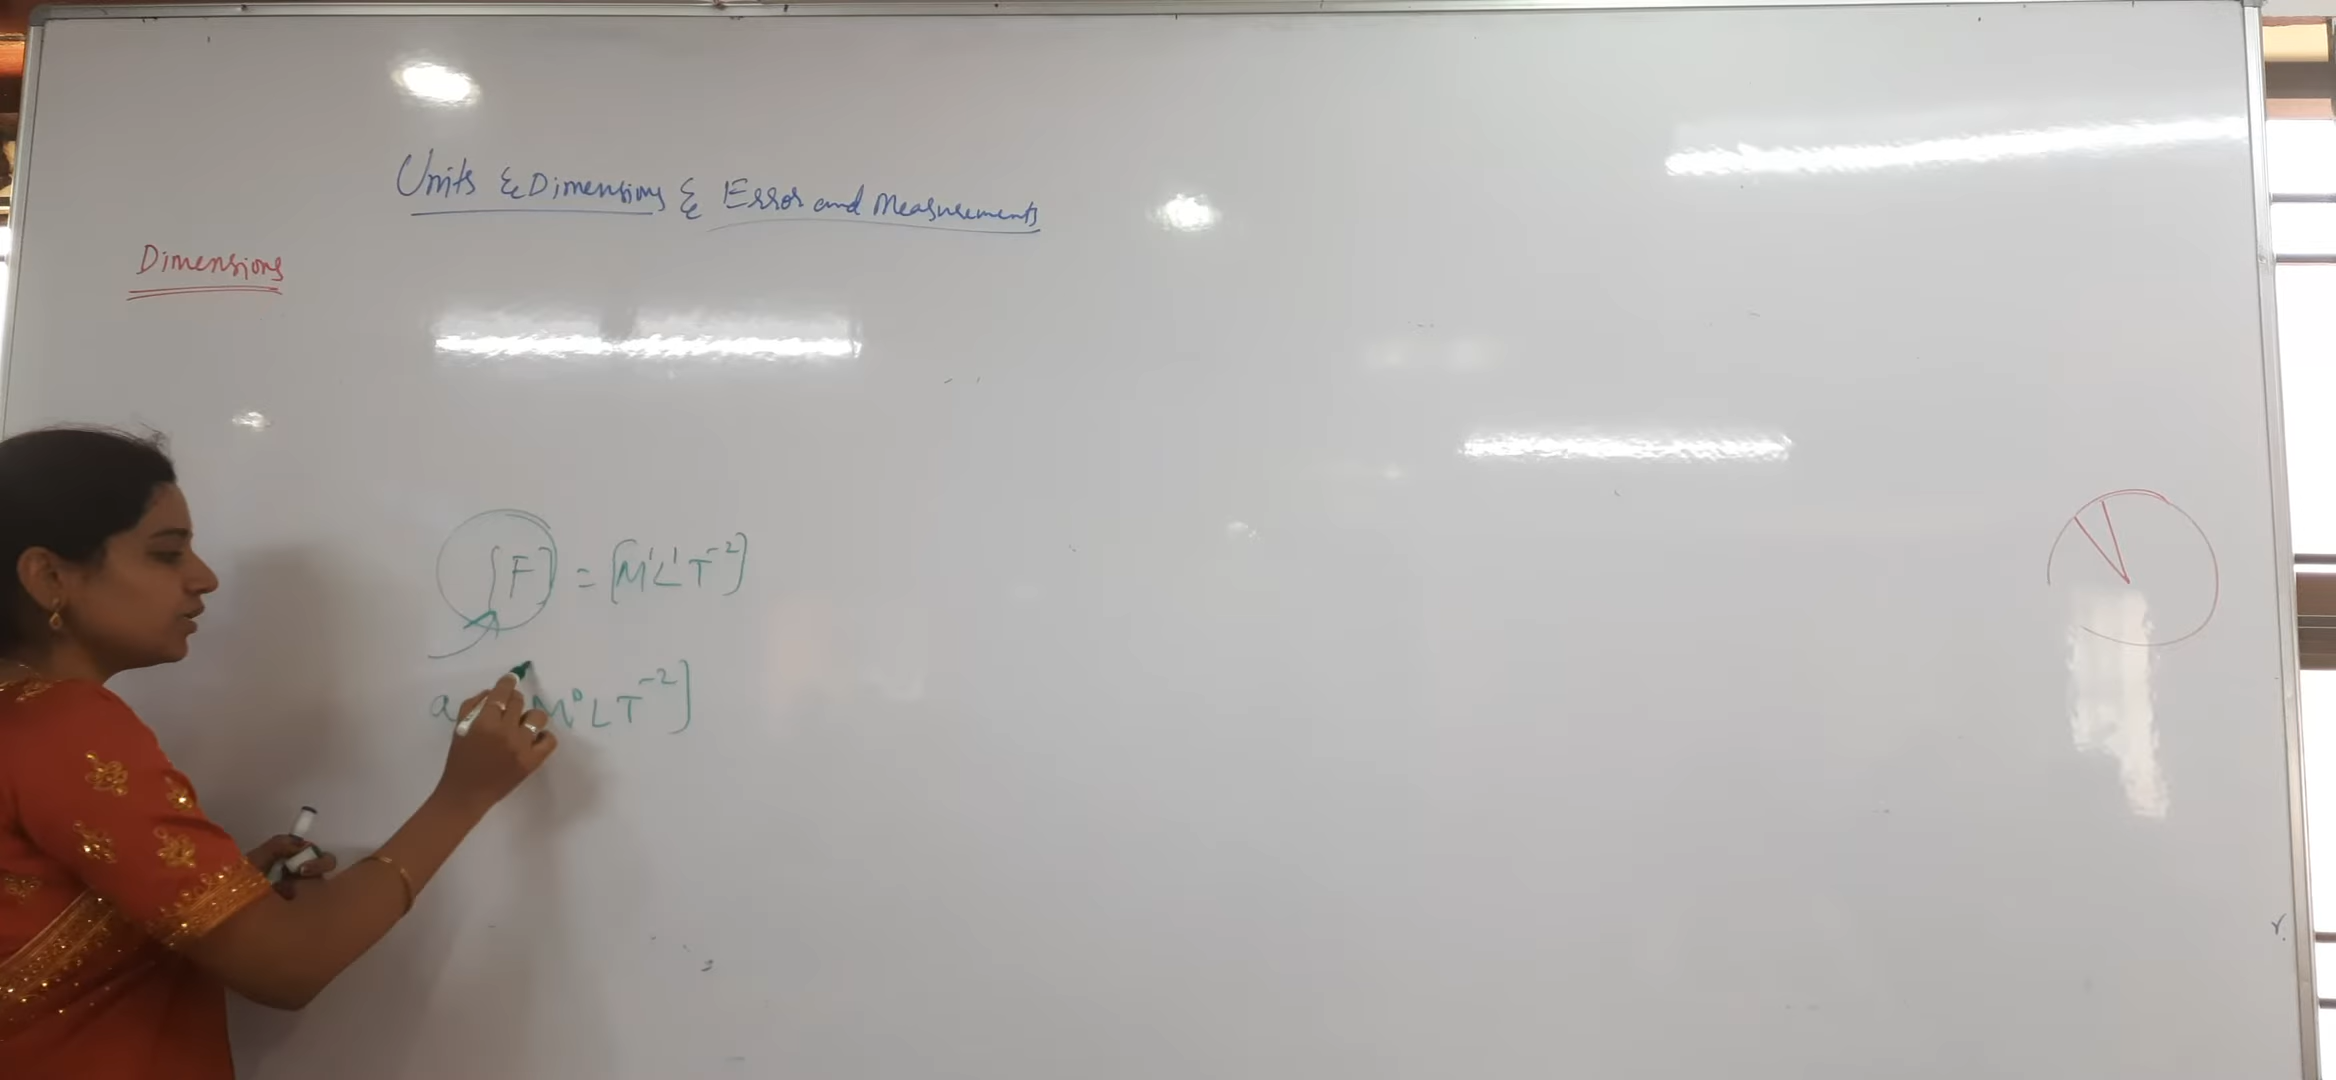 Units & Dimensions & Error and Measurements
Dimensions
[F] = [M¹L¹T⁻²]
a M⁰LT⁻²]
r.